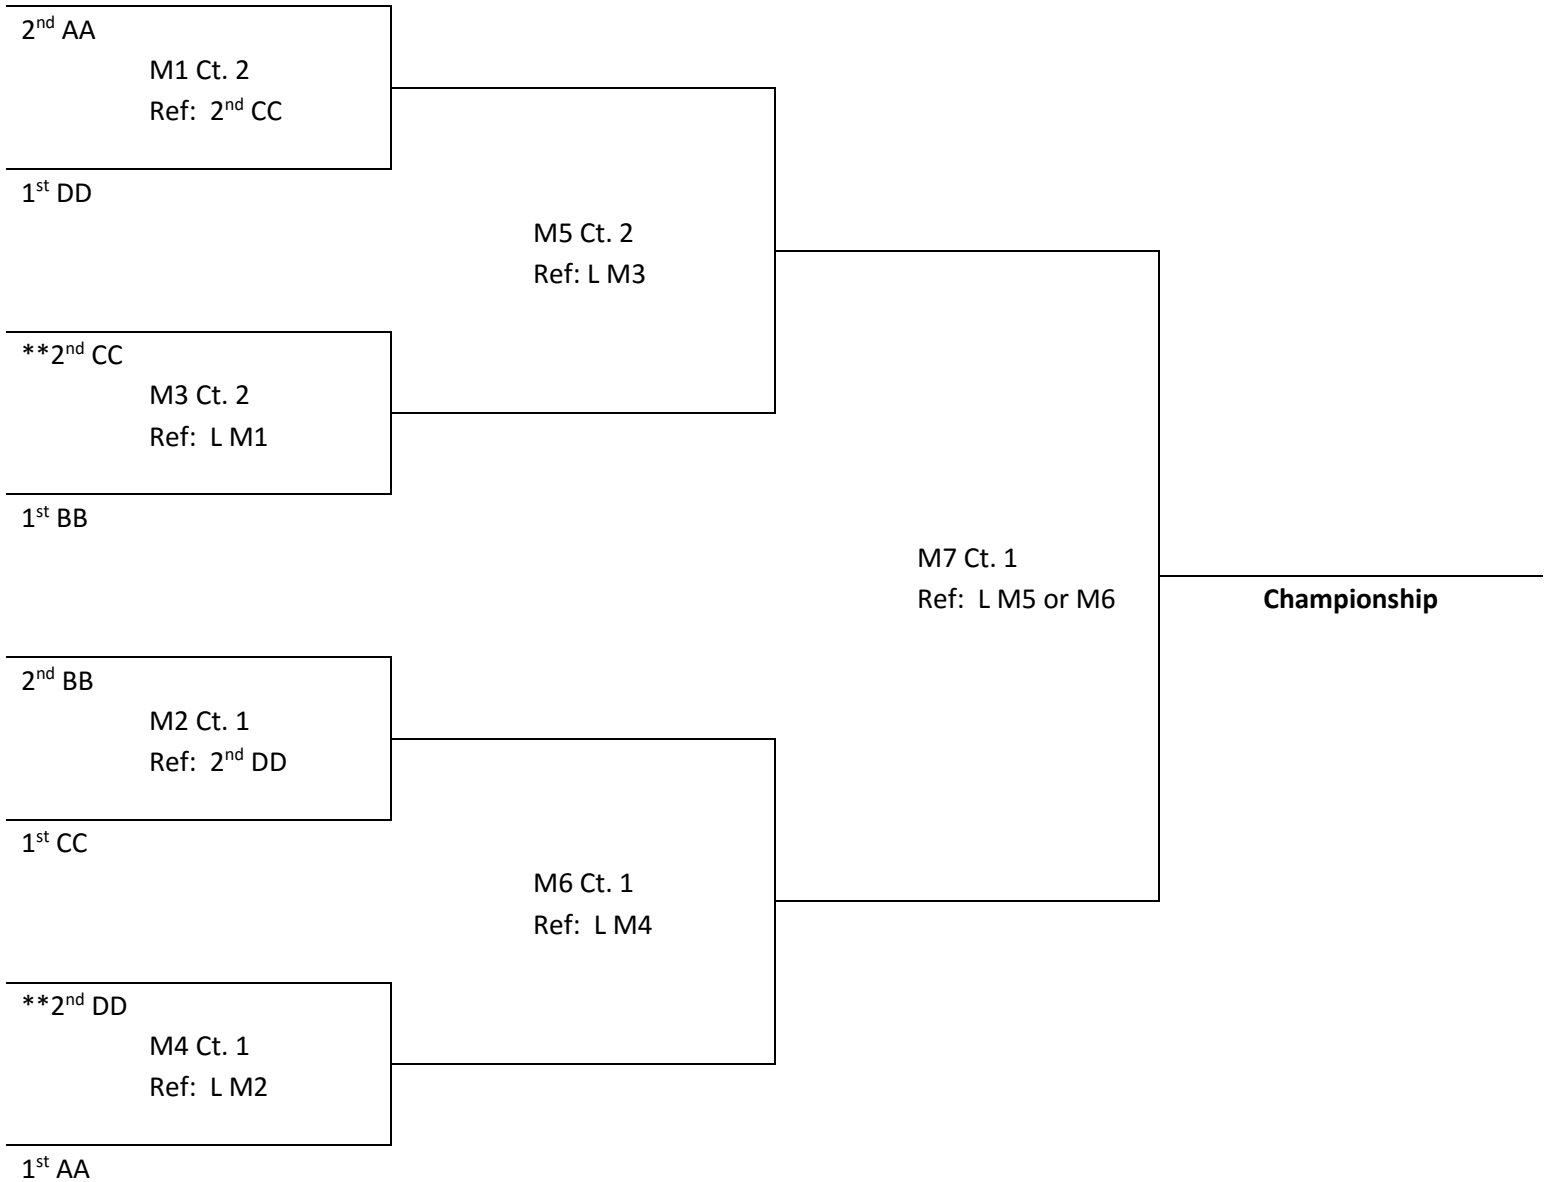 2nd AA
M1 Ct. 2
Ref: 2nd CC
1st DD
M5 Ct. 2
Ref: L M3
**2nd CC
M3 Ct. 2
Ref: L M1
1st BB
M7 Ct. 1
Ref: L M5 or M6
Championship
2nd BB
M2 Ct. 1
Ref: 2nd DD
1st CC
M6 Ct. 1
Ref: L M4
**2nd DD
M4 Ct. 1
Ref: L M2
1st AA